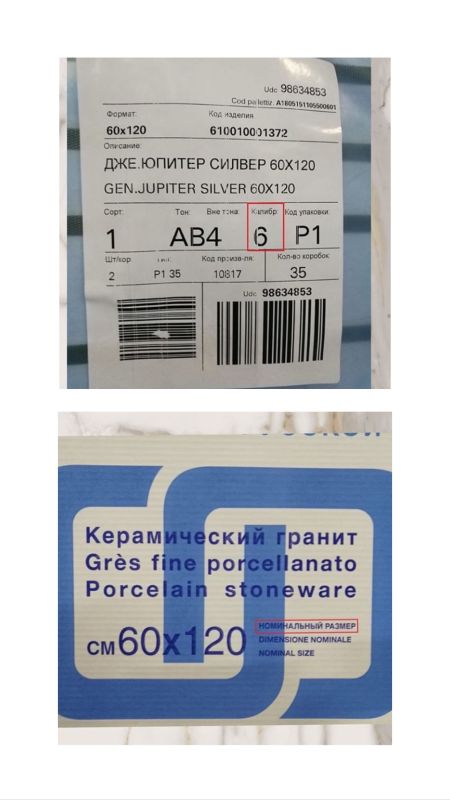 Udc 98634853
Cod pallettiz. A1805151105500601
Формат: Код изделия
60x120 610010001372
Описание:
ДЖЕ.ЮПИТЕР СИЛВЕР 60X120
GEN.JUPITER SILVER 60X120
Сорт: Тон: Вне тона: Калибр: Код упаковки:
1 AB4 6 P1
Шт/кор Код произв-ля: Кол-во коробок
2 P1 35 10817 35
Udc 98634853
Керамический гранит
Grès fine porcellanato
Porcelain stoneware
см 60x120
НОМИНАЛЬНЫЙ РАЗМЕР
DIMENSIONE NOMINALE
NOMINAL SIZE